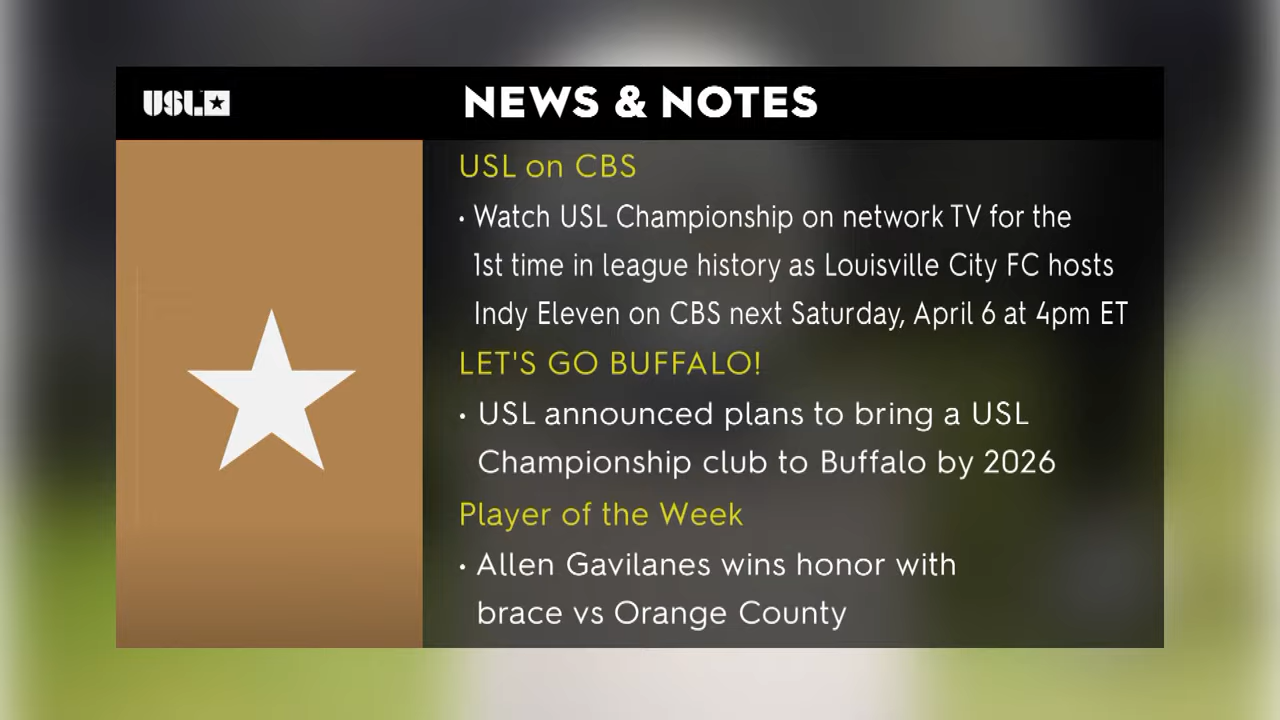 USL
NEWS & NOTES
USL on CBS
• Watch USL Championship on network TV for the
1st time in league history as Louisville City FC hosts
Indy Eleven on CBS next Saturday, April 6 at 4pm ET
LET'S GO BUFFALO!
• USL announced plans to bring a USL
Championship club to Buffalo by 2026
Player of the Week
• Allen Gavilanes wins honor with
brace vs Orange County